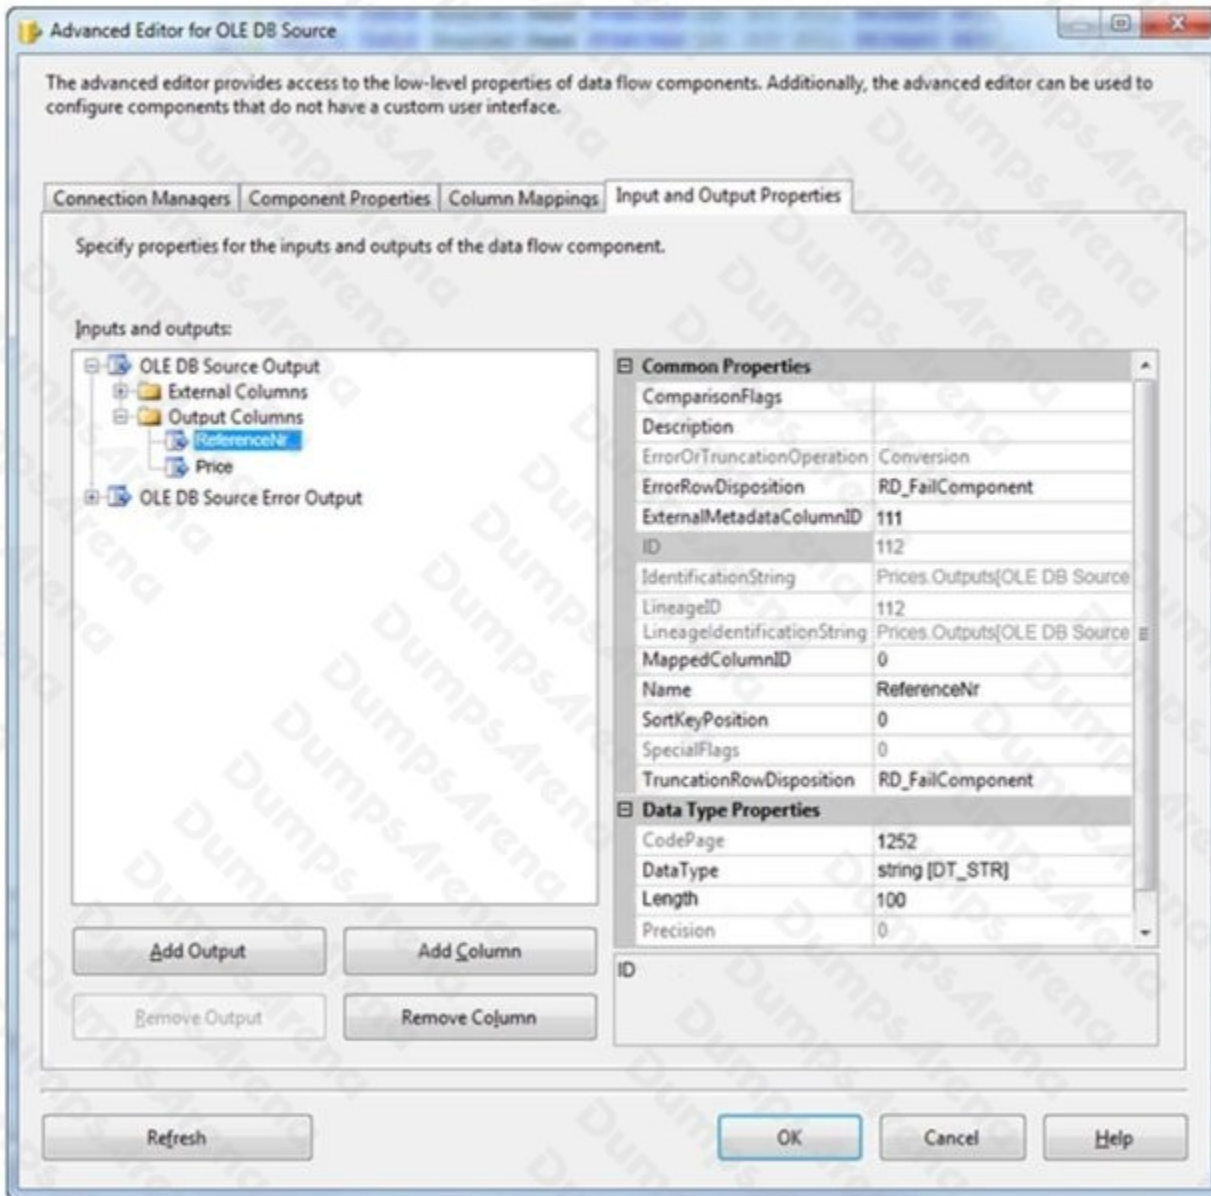 Advanced Editor for OLE DB Source
The advanced editor provides access to the low-level properties of data flow components. Additionally, the advanced editor can be used to
configure components that do not have a custom user interface.
Connection Managers Component Properties Column Mappings Input and Output Properties
Specify properties for the inputs and outputs of the data flow component.
Inputs and outputs:
OLE DB Source Output
External Columns
Output Columns
ReferenceNr
Price
OLE DB Source Error Output
Common Properties
ComparisonFlags
Description
ErrorOrTruncationOperation Conversion
ErrorRowDisposition RD_FailComponent
ExternalMetadataColumnID 111
ID 112
IdentificationString Prices.Outputs[OLE DB Source
LineageID 112
LineageIdentificationString Prices.Outputs[OLE DB Source
MappedColumnID 0
Name ReferenceNr
SortKeyPosition 0
SpecialFlags 0
TruncationRowDisposition RD_FailComponent
Data Type Properties
CodePage 1252
DataType string [DT_STR]
Length 100
Precision 0
ID
Add Output Add Column
Remove Output Remove Column
Refresh OK Cancel Help
DumpsArena